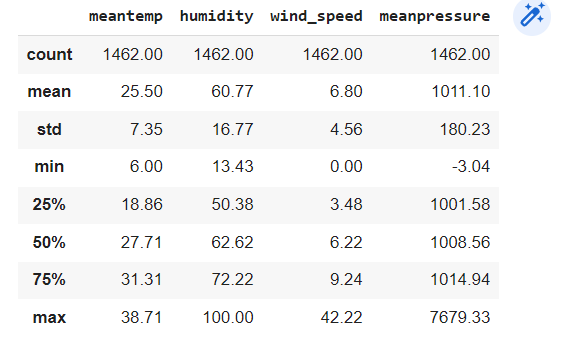 meantemp humidity wind_speed meanpressure
count 1462.00 1462.00 1462.00 1462.00
mean 25.50 60.77 6.80 1011.10
std 7.35 16.77 4.56 180.23
min 6.00 13.43 0.00 -3.04
25% 18.86 50.38 3.48 1001.58
50% 27.71 62.62 6.22 1008.56
75% 31.31 72.22 9.24 1014.94
max 38.71 100.00 42.22 7679.33